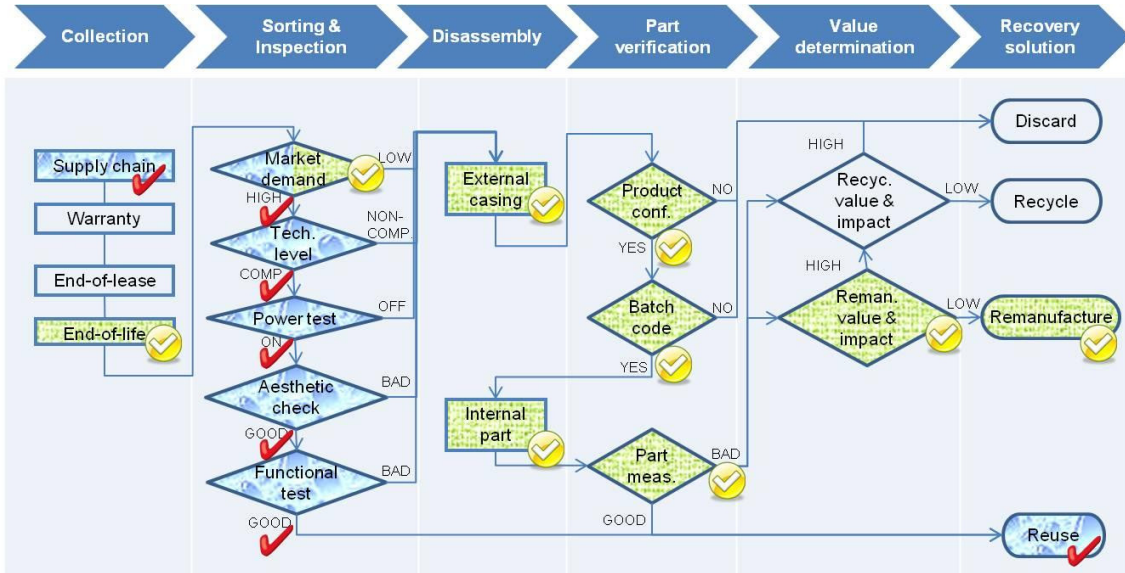 Collection
Sorting &
Inspection
Disassembly
Part
verification
Value
determination
Recovery
solution
Supply chain
Warranty
End-of-lease
End-of-life
Market
demand
LOW
HIGH
Tech.
level
NON-
COMP.
COMP.
Power test
OFF
ON
Aesthetic
check
BAD
GOOD
Functional
test
BAD
GOOD
External
casing
Internal
part
Product
conf.
NO
YES
Batch
code
NO
YES
Part
meas.
BAD
GOOD
HIGH
Recyc.
value &
impact
LOW
HIGH
Reman.
value &
impact
LOW
Discard
Recycle
Remanufacture
Reuse